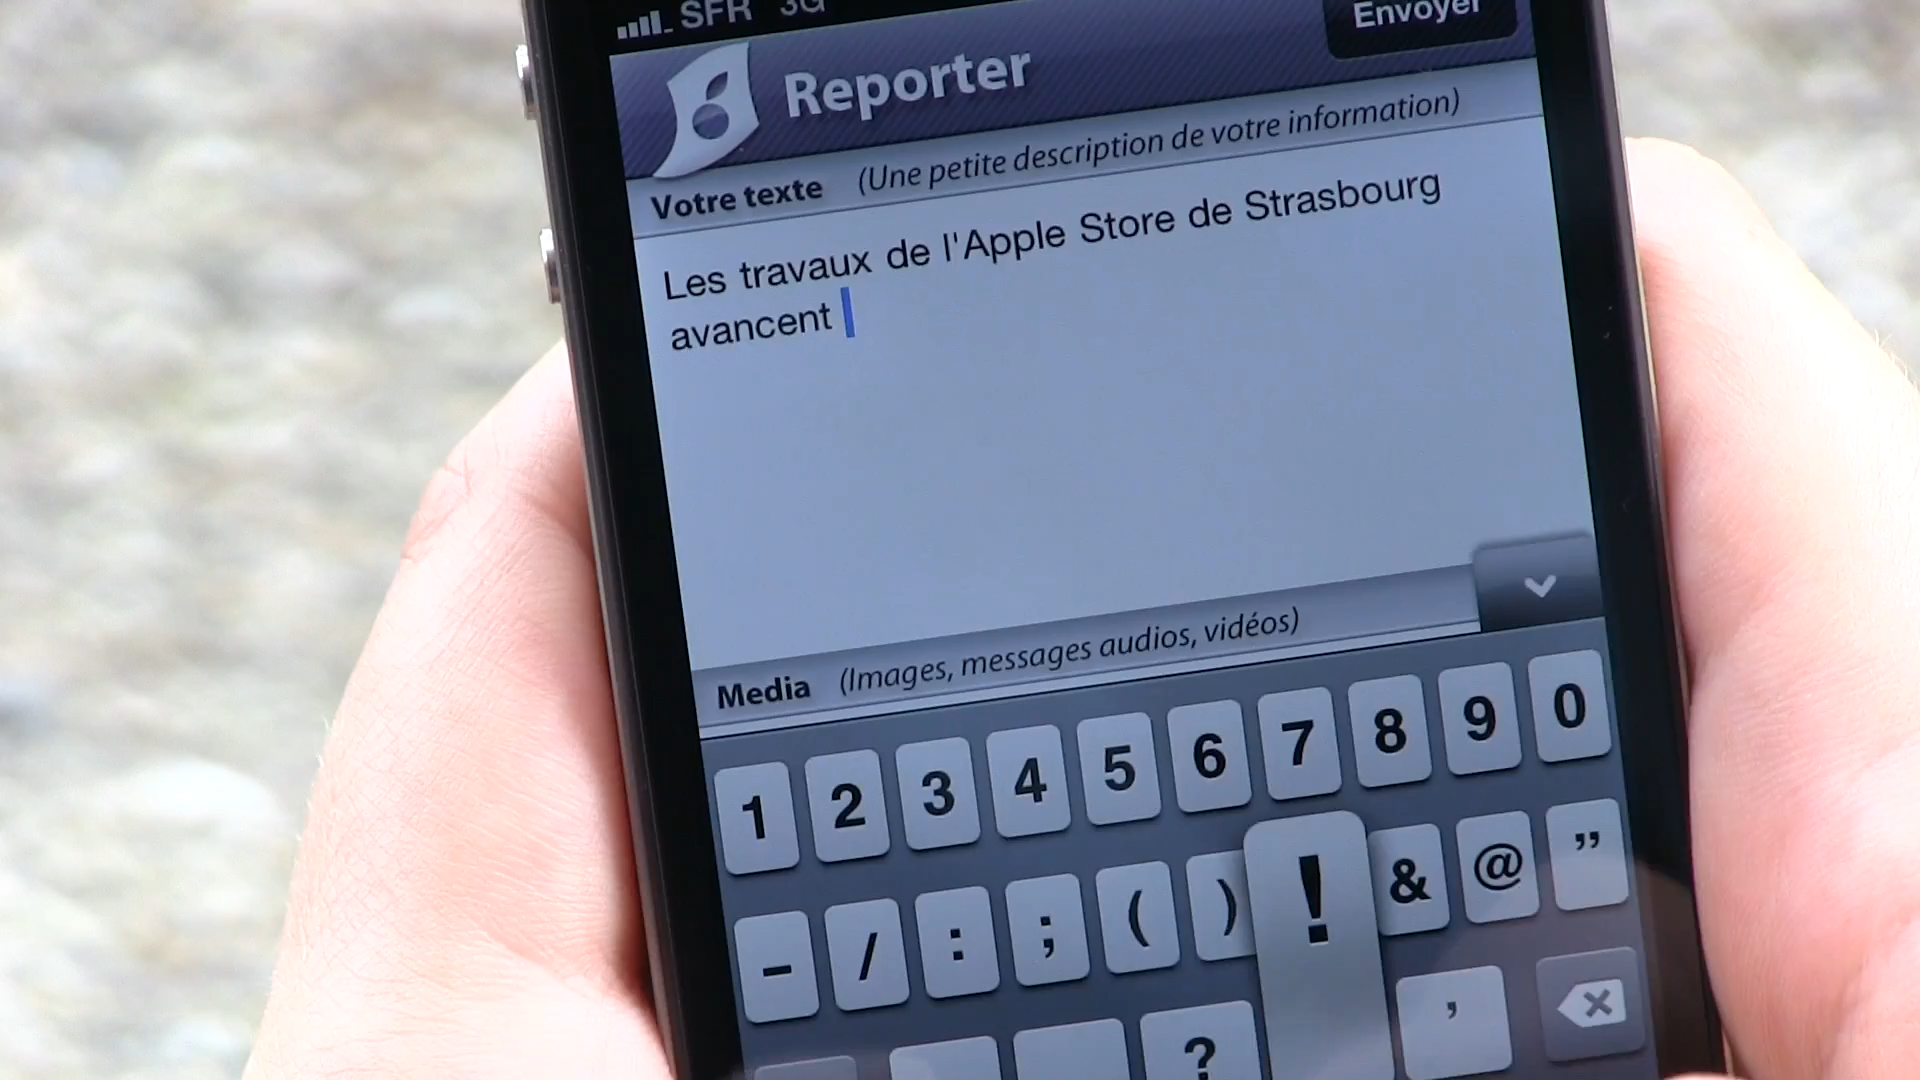 SFR 3G
Reporter
Envoyer
Votre texte (Une petite description de votre information)
Les travaux de l'Apple Store de Strasbourg
avancent
Media (Images, messages audios, vidéos)
1 2 3 4 5 6 7 8 9 0
- / : ; ( ) ! & @ ”
? ’